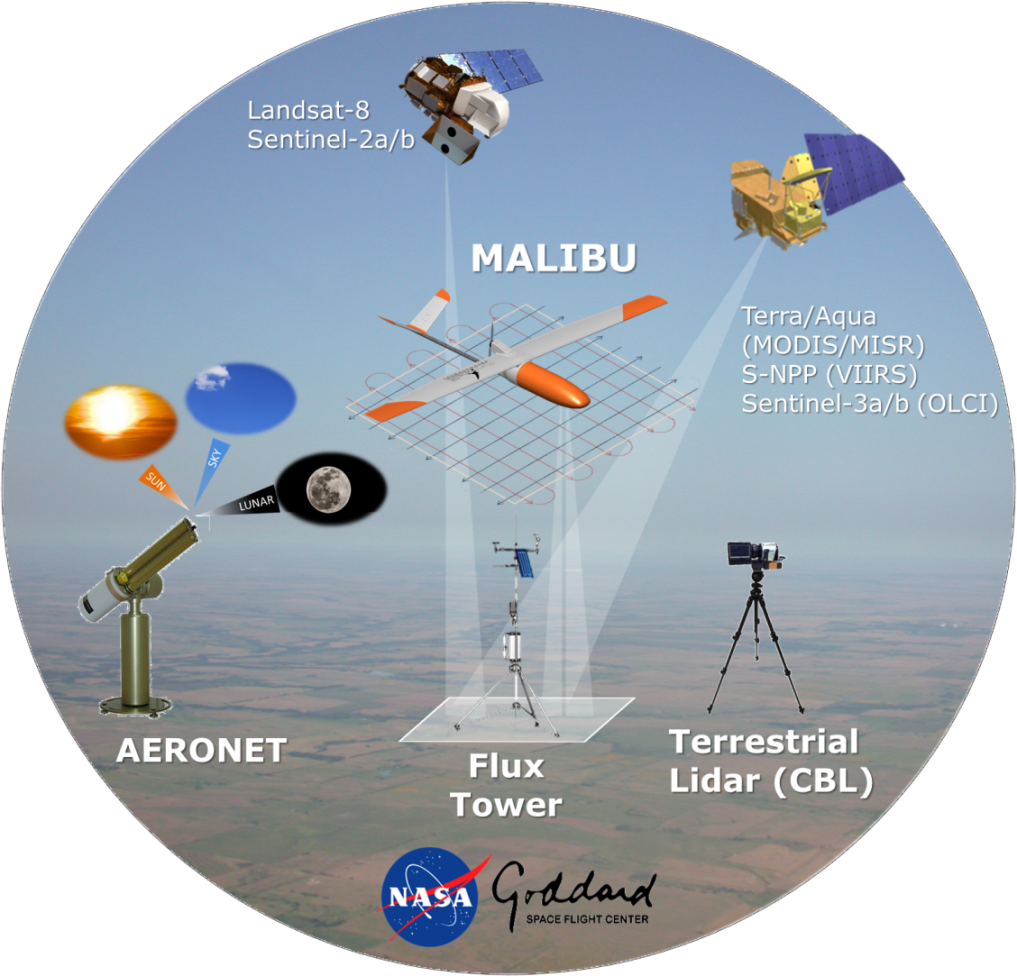 Landsat-8
Sentinel-2a/b
MALIBU
Terra/Aqua
(MODIS/MISR)
S-NPP (VIIRS)
Sentinel-3a/b (OLCI)
SUN
SKY
LUNAR
AERONET
Flux
Tower
Terrestrial
Lidar (CBL)
NASA
Goddard
SPACE FLIGHT CENTER